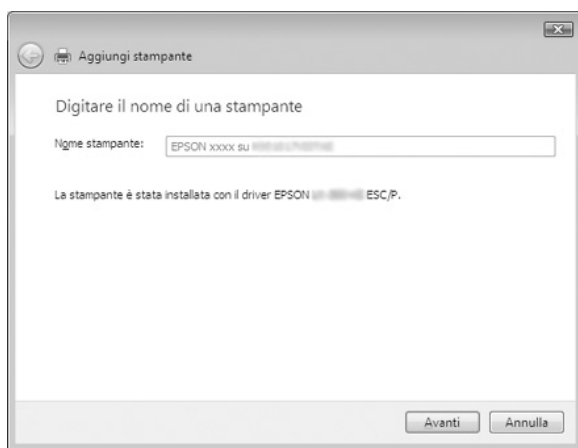 Aggiungi stampante
Digitare il nome di una stampante
Nome stampante: EPSON xxxx su
La stampante è stata installata con il driver EPSON ESC/P.
Avanti Annulla